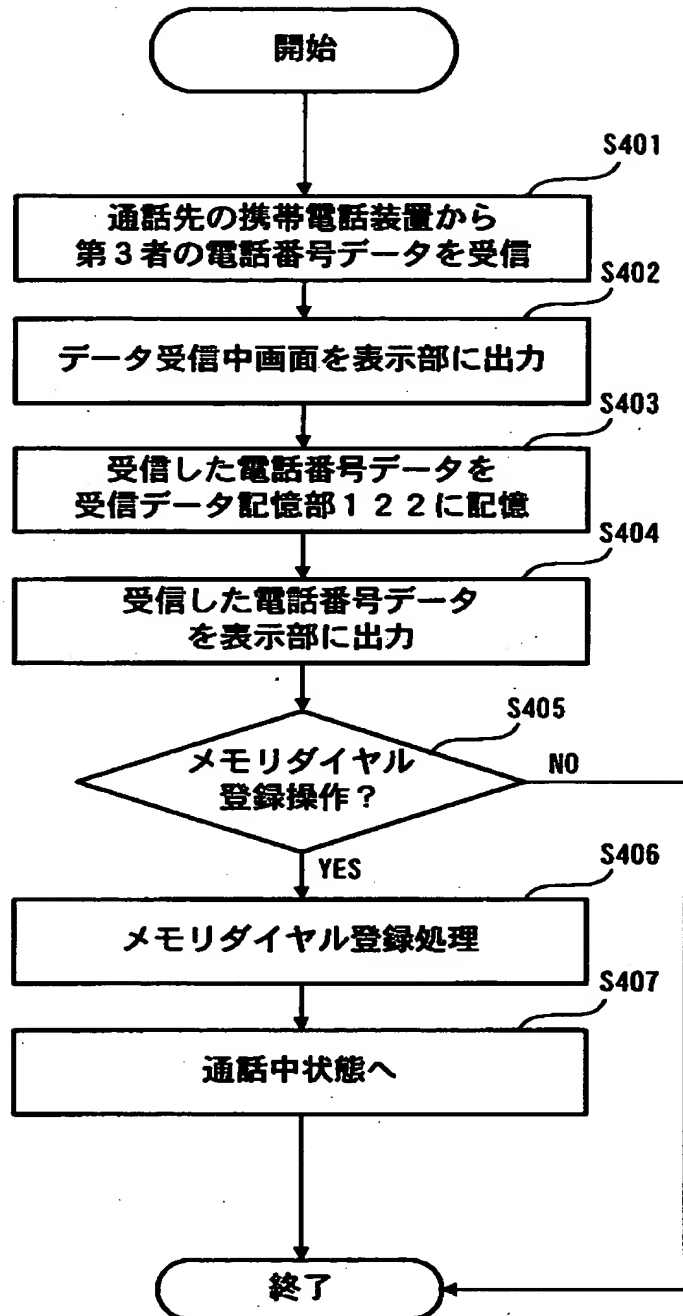 開始
S401
通話先の携帯電話装置から
第３者の電話番号データを受信
S402
データ受信中画面を表示部に出力
S403
受信した電話番号データを
受信データ記憶部１２２に記憶
S404
受信した電話番号データ
を表示部に出力
S405
メモリダイヤル
登録操作？
NO
YES
S406
メモリダイヤル登録処理
S407
通話中状態へ
終了